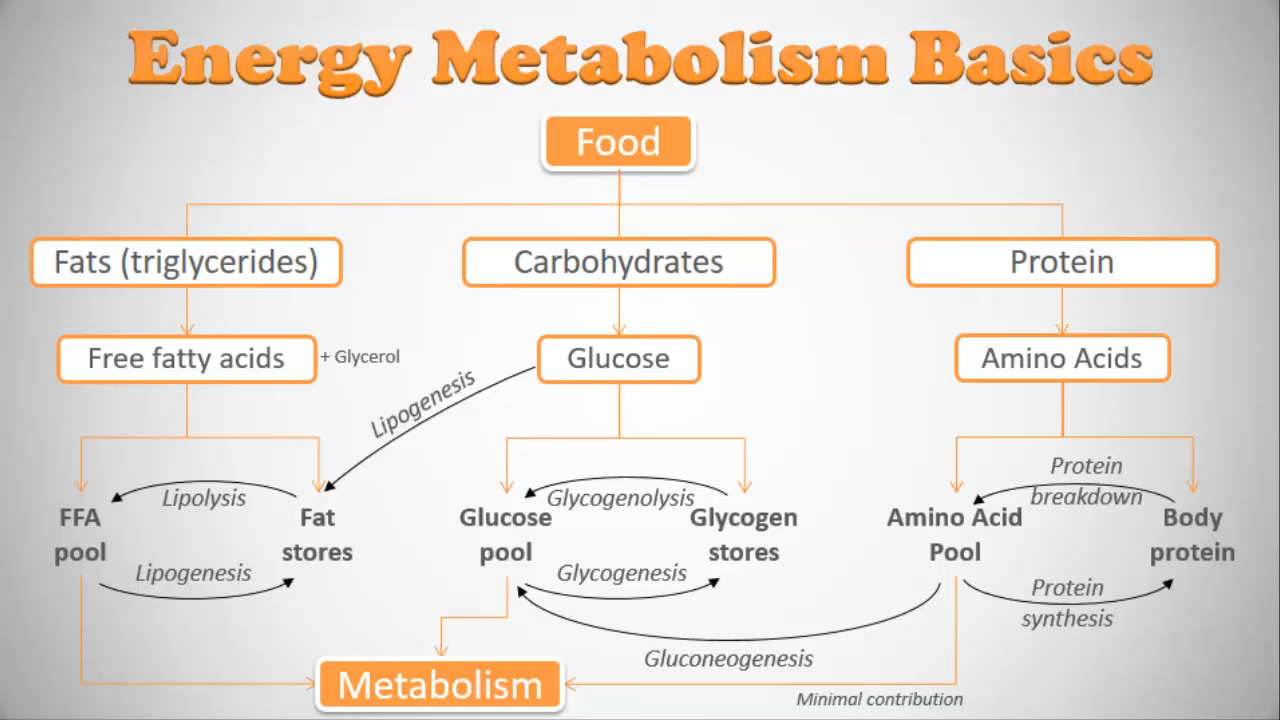 Energy Metabolism Basics
Food
Fats (triglycerides)
Carbohydrates
Protein
Free fatty acids
+ Glycerol
Glucose
Amino Acids
Lipogenesis
Lipolysis
Glycogenolysis
Protein
breakdown
FFA
pool
Fat
stores
Glucose
pool
Glycogen
stores
Amino Acid
Pool
Body
protein
Lipogenesis
Glycogenesis
Protein
synthesis
Gluconeogenesis
Metabolism
Minimal contribution